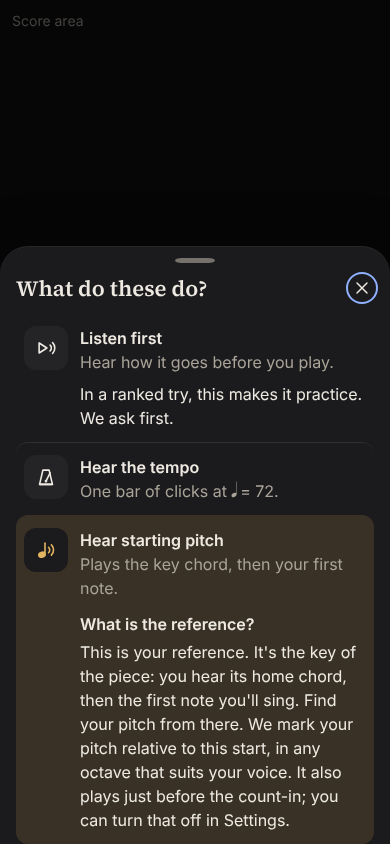 Score area
What do these do?
Listen first
Hear how it goes before you play.
In a ranked try, this makes it practice.
We ask first.
Hear the tempo
One bar of clicks at ♩ = 72.
Hear starting pitch
Plays the key chord, then your first
note.
What is the reference?
This is your reference. It's the key of
the piece: you hear its home chord,
then the first note you'll sing. Find
your pitch from there. We mark your
pitch relative to this start, in any
octave that suits your voice. It also
plays just before the count-in; you
can turn that off in Settings.